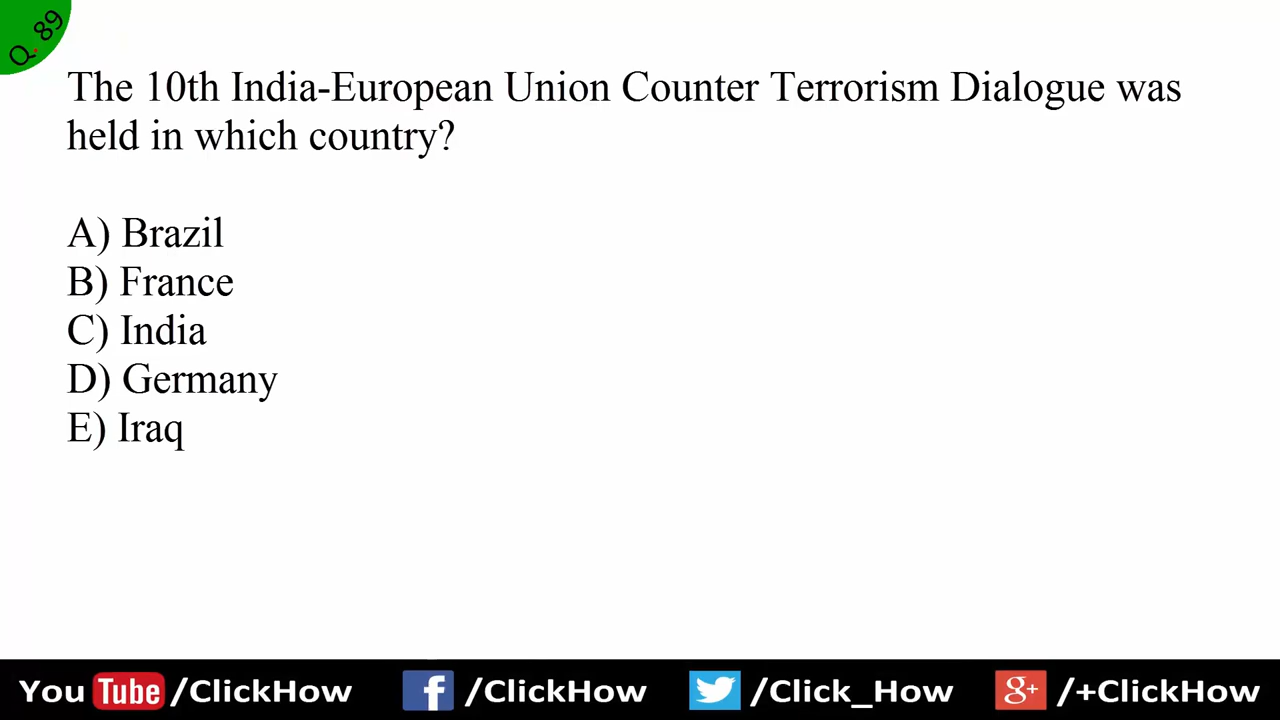 Q. 89
The 10th India-European Union Counter Terrorism Dialogue was
held in which country?
A) Brazil
B) France
C) India
D) Germany
E) Iraq
You Tube /ClickHow f /ClickHow /Click_How g+ /+ClickHow